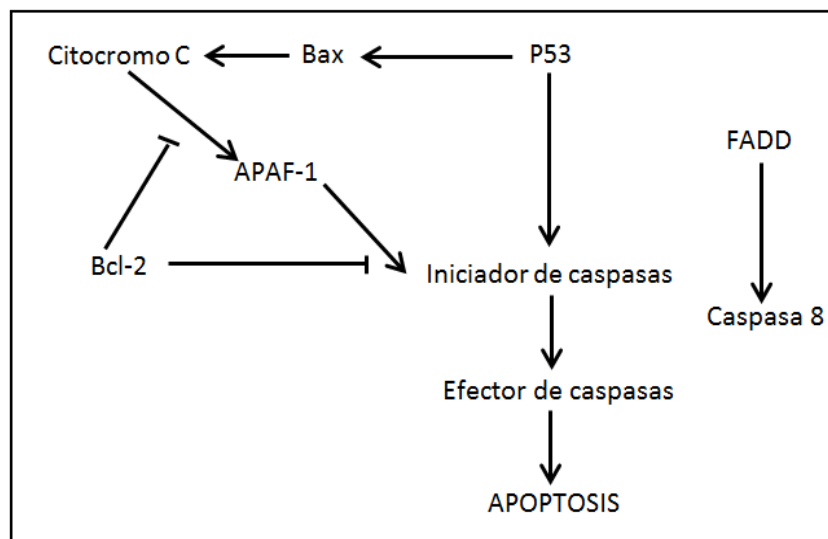 Citocromo C
Bax
P53
FADD
APAF-1
Bcl-2
Iniciador de caspasas
Caspasa 8
Efector de caspasas
APOPTOSIS